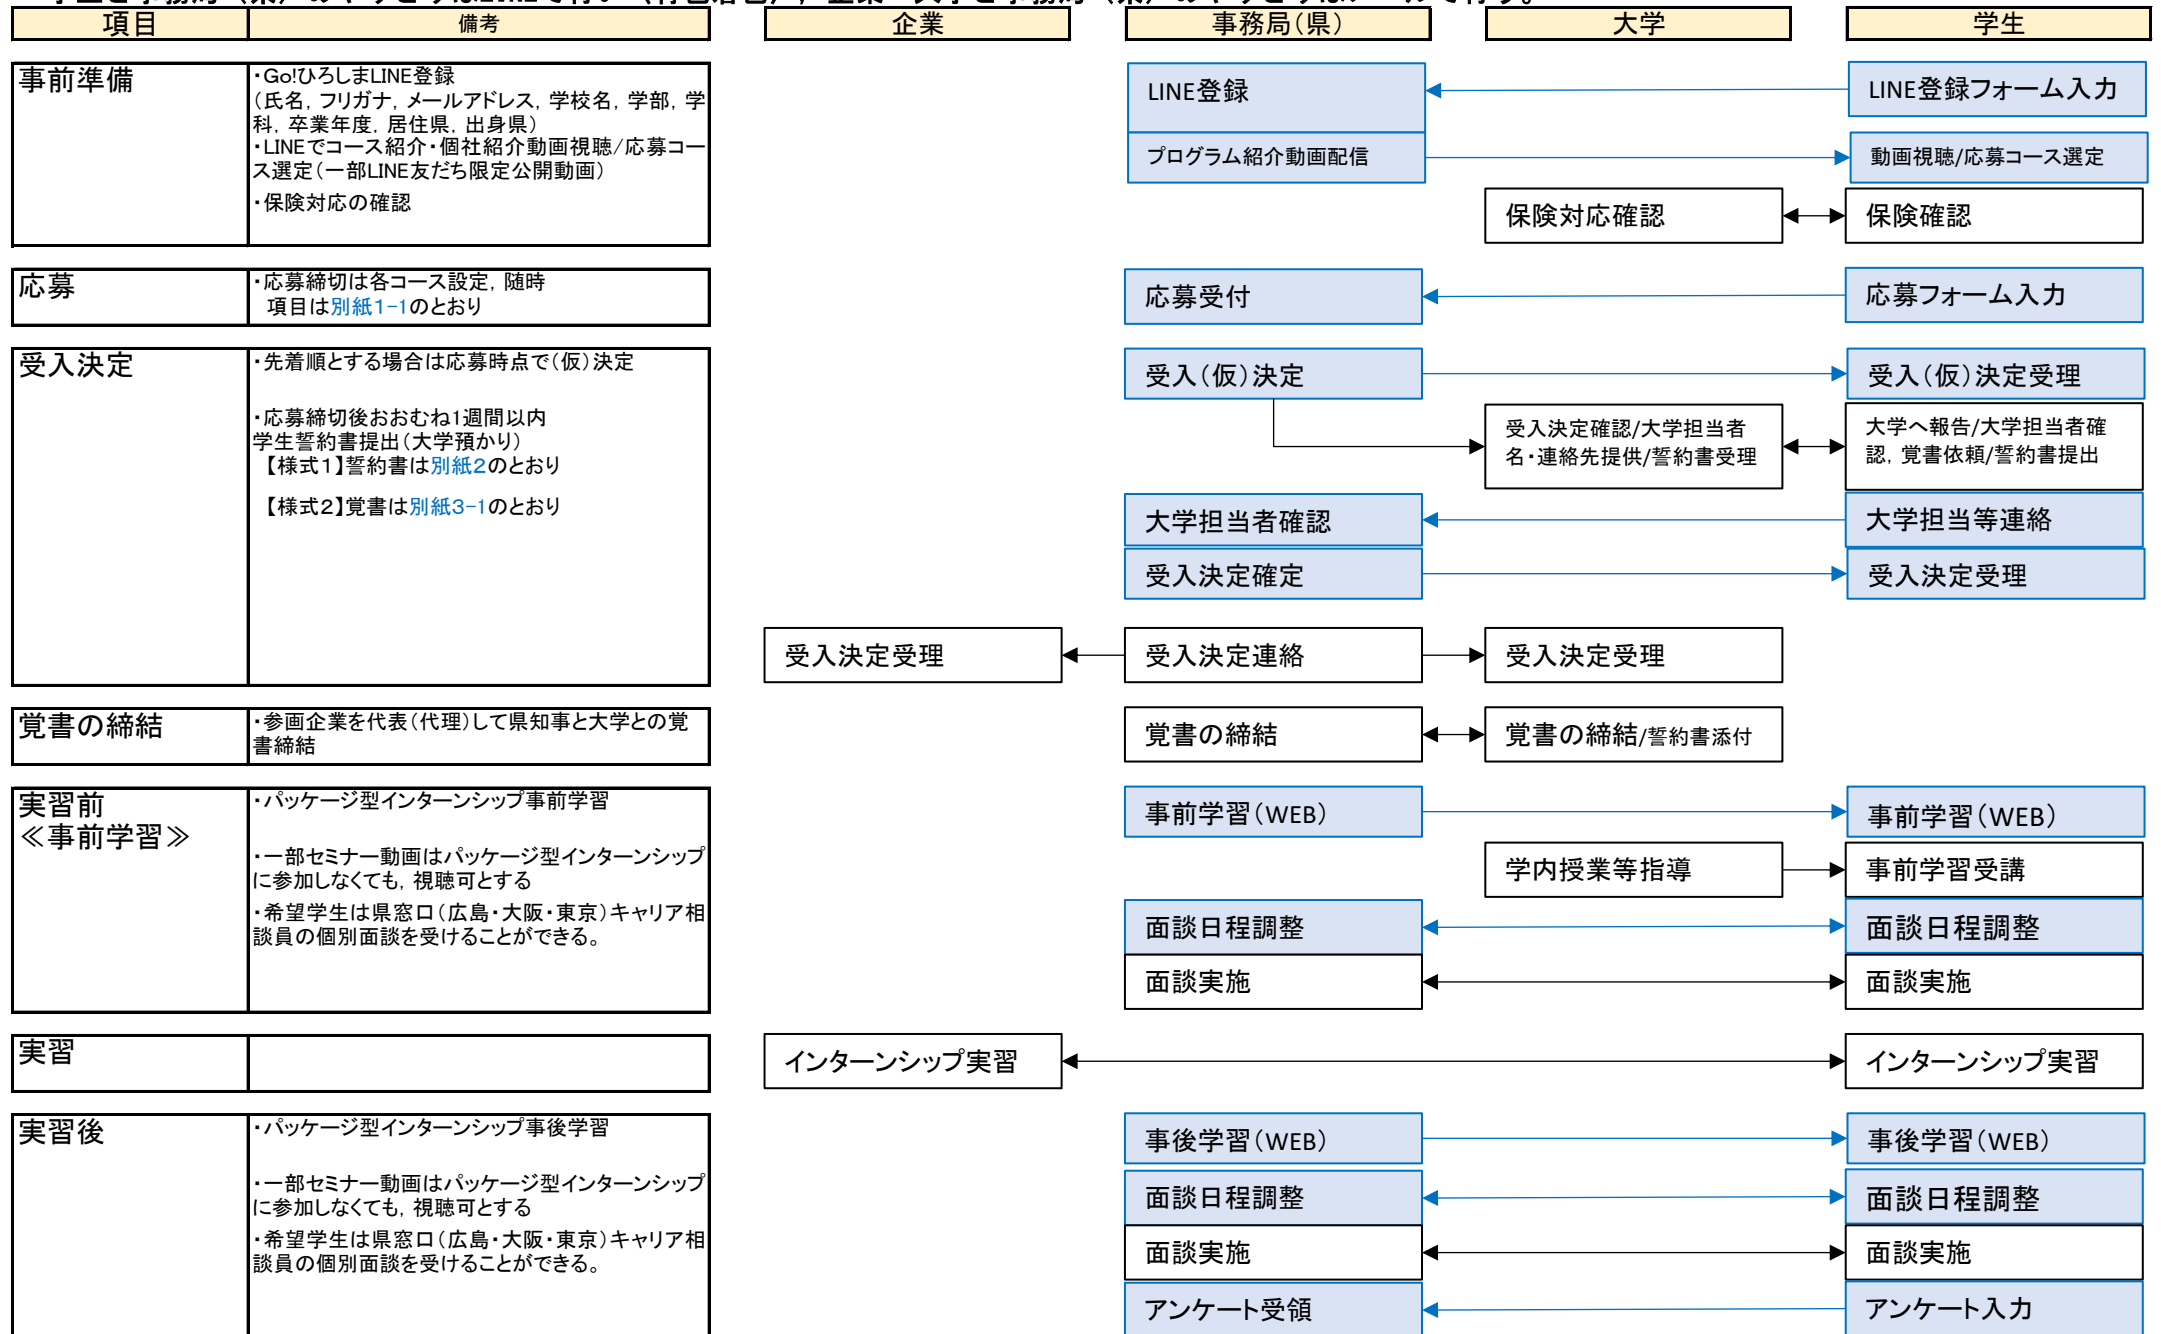 項目 備考 企業 事務局(県) 大学 学生
事前準備
・Go!ひろしまLINE登録
(氏名, フリガナ, メールアドレス, 学校名, 学部, 学
科, 卒業年度, 居住県, 出身県)
・LINEでコース紹介・個社紹介動画視聴/応募コー
ス選定(一部LINE友だち限定公開動画)
・保険対応の確認
LINE登録
LINE登録フォーム入力
プログラム紹介動画配信
動画視聴/応募コース選定
保険対応確認
保険確認
応募
・応募締切は各コース設定, 随時
項目は別紙1-1のとおり
応募受付
応募フォーム入力
受入決定
・先着順とする場合は応募時点で(仮)決定
・応募締切後おおむね1週間以内
学生誓約書提出(大学預かり)
【様式1】誓約書は別紙2のとおり
【様式2】覚書は別紙3-1のとおり
受入(仮)決定
受入(仮)決定受理
受入決定確認/大学担当者
名・連絡先提供/誓約書受理
大学へ報告/大学担当者確
認, 覚書依頼/誓約書提出
大学担当者確認
大学担当等連絡
受入決定確定
受入決定受理
受入決定受理
受入決定連絡
受入決定受理
覚書の締結
・参画企業を代表(代理)して県知事と大学との覚
書締結
覚書の締結
覚書の締結/誓約書添付
実習前
≪事前学習≫
・パッケージ型インターンシップ事前学習
・一部セミナー動画はパッケージ型インターンシップ
に参加しなくても, 視聴可とする
・希望学生は県窓口(広島・大阪・東京)キャリア相
談員の個別面談を受けることができる。
事前学習(WEB)
事前学習(WEB)
学内授業等指導
事前学習受講
面談日程調整
面談日程調整
面談実施
面談実施
実習
インターンシップ実習
インターンシップ実習
実習後
・パッケージ型インターンシップ事後学習
・一部セミナー動画はパッケージ型インターンシップ
に参加しなくても, 視聴可とする
・希望学生は県窓口(広島・大阪・東京)キャリア相
談員の個別面談を受けることができる。
事後学習(WEB)
事後学習(WEB)
面談日程調整
面談日程調整
面談実施
面談実施
アンケート受領
アンケート入力